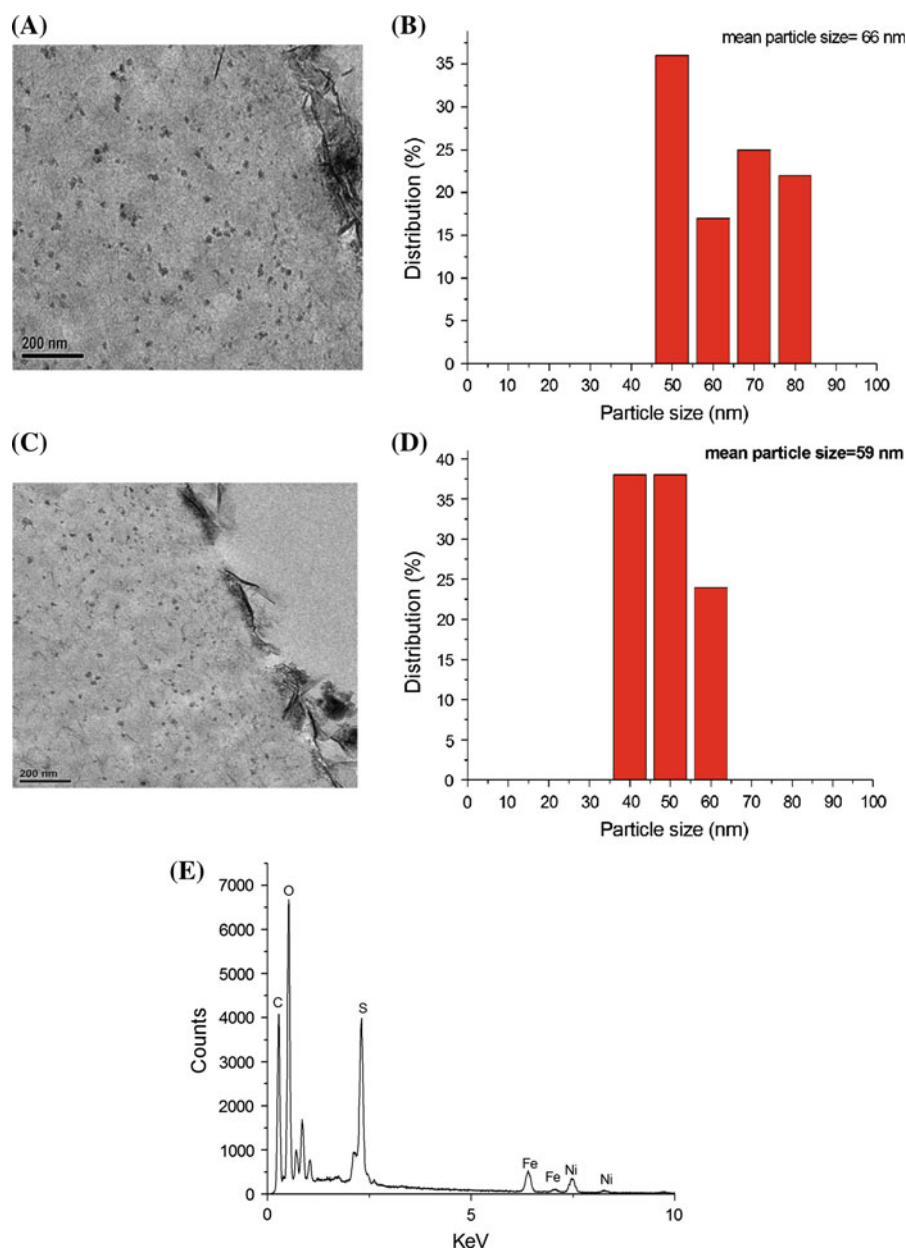 (A)
200 nm
(B)
mean particle size= 66 nm
Distribution (%)
35
30
25
20
15
10
5
0
0 10 20 30 40 50 60 70 80 90 100
Particle size (nm)
(C)
200 nm
(D)
mean particle size=59 nm
Distribution (%)
40
35
30
25
20
15
10
5
0
0 10 20 30 40 50 60 70 80 90 100
Particle size (nm)
(E)
Counts
7000
6000
5000
4000
3000
2000
1000
0
C
O
S
Fe
Fe
Ni
Ni
0 5 10
KeV